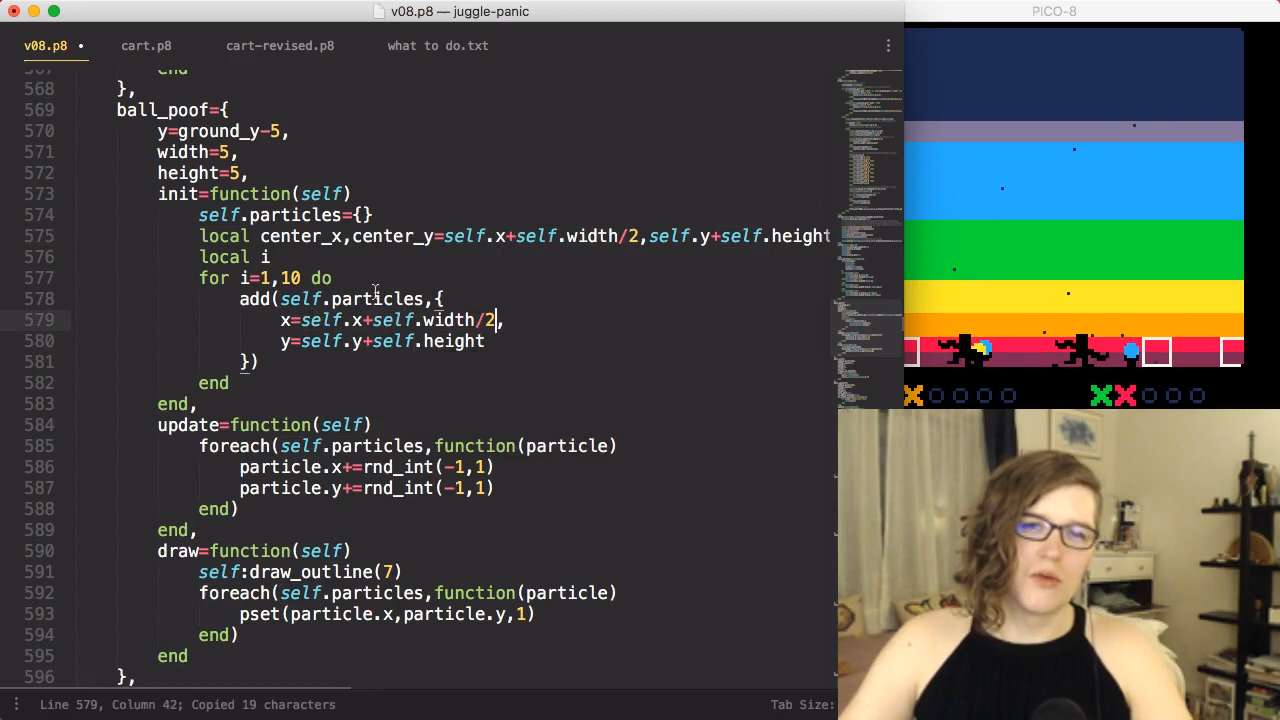 v08.p8 — juggle-panic
PICO-8
v08.p8 •
cart.p8
cart-revised.p8
what to do.txt
567 end
568 },
569 ball_poof={
570 y=ground_y-5,
571 width=5,
572 height=5,
573 init=function(self)
574 self.particles={}
575 local center_x,center_y=self.x+self.width/2,self.y+self.height
576 local i
577 for i=1,10 do
578 add(self.particles,{
579 x=self.x+self.width/2,
580 y=self.y+self.height
581 })
582 end
583 end,
584 update=function(self)
585 foreach(self.particles,function(particle)
586 particle.x+=rnd_int(-1,1)
587 particle.y+=rnd_int(-1,1)
588 end)
589 end,
590 draw=function(self)
591 self:draw_outline(7)
592 foreach(self.particles,function(particle)
593 pset(particle.x,particle.y,1)
594 end)
595 end
596 },
Line 579, Column 42; Copied 19 characters
Tab Size: